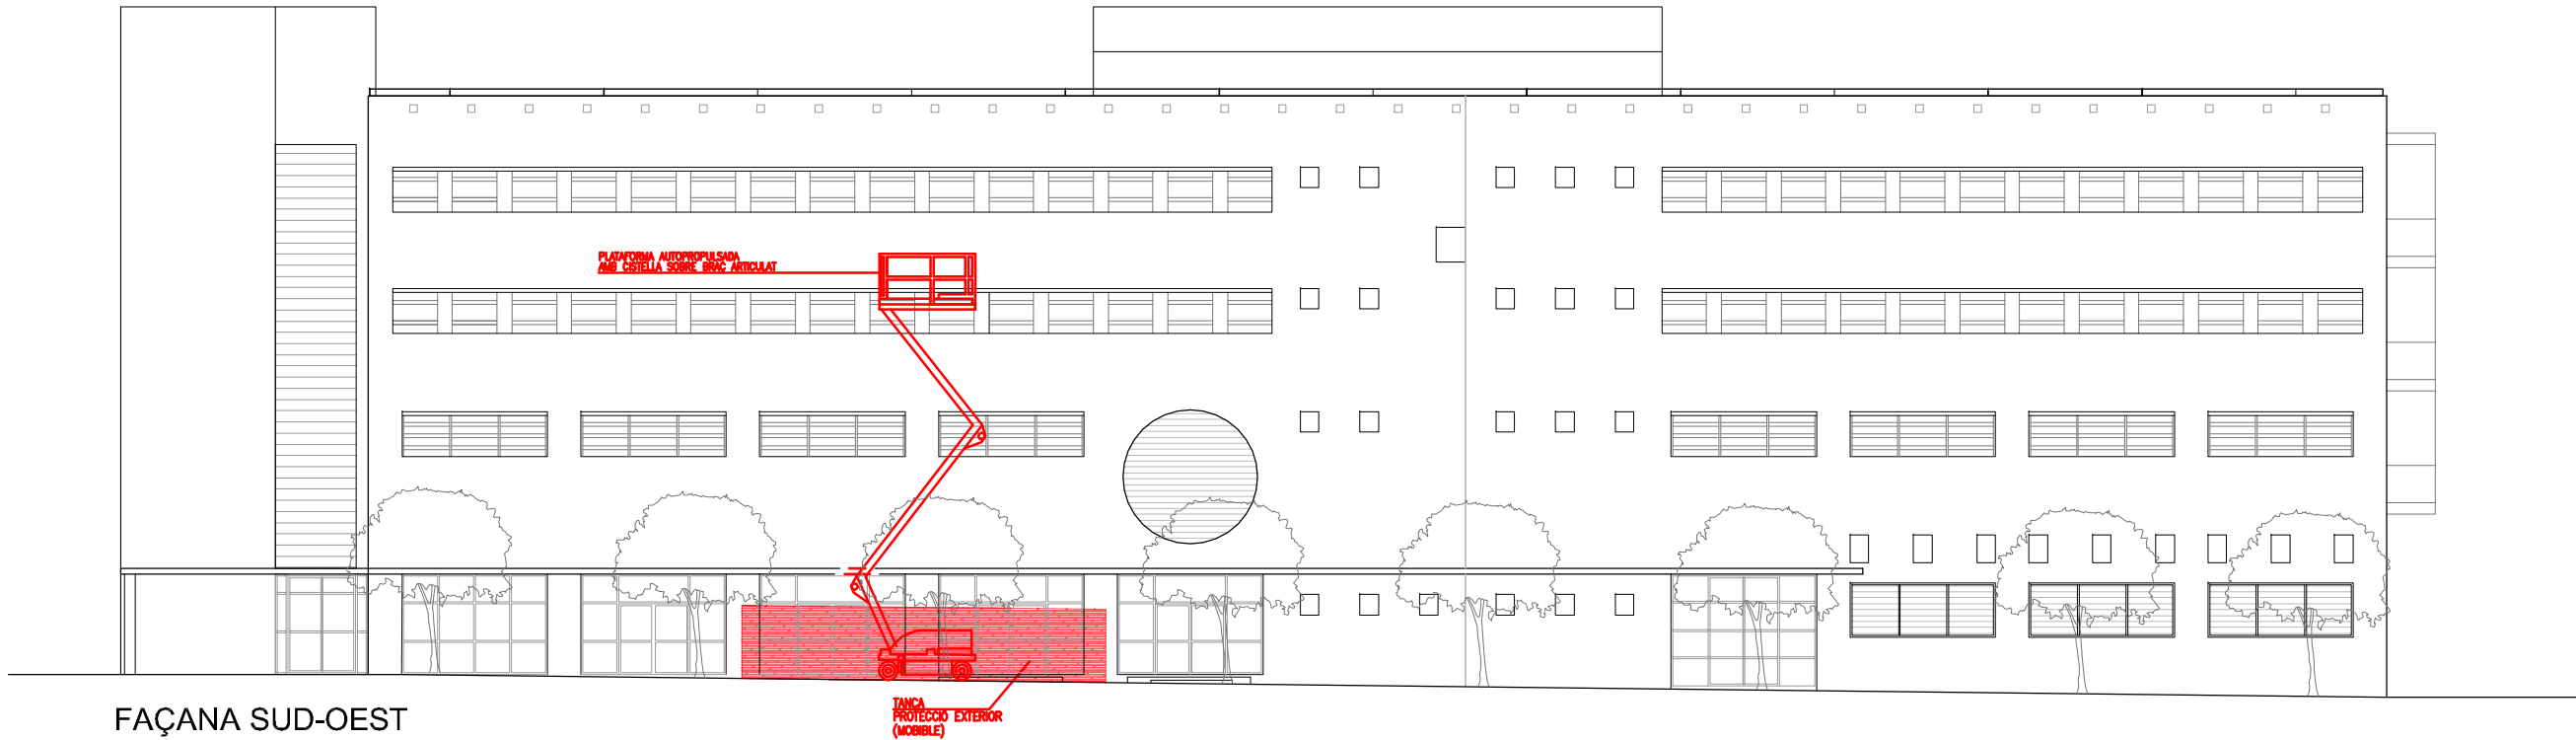 PLATAFORMA AUTOPROPULSADA
AMB CISTELLA SOBRE BRAÇ ARTICULAT
TANCA
PROTECCIÓ EXTERIOR
(MOBIBLE)
FAÇANA SUD-OEST